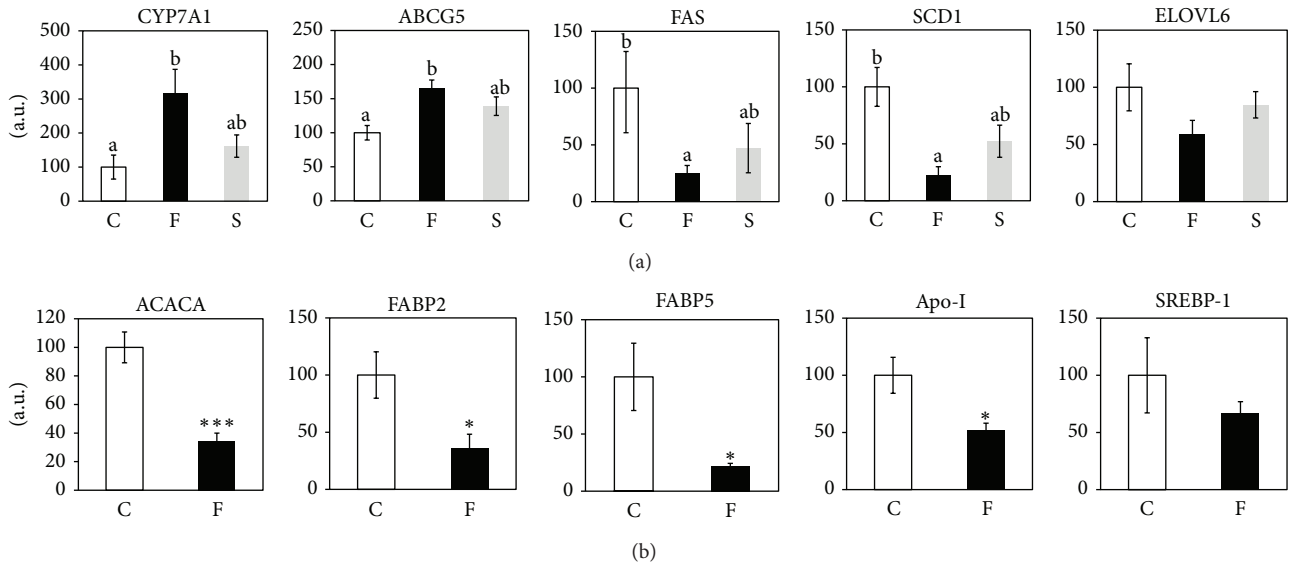 CYP7A1 ABCG5 FAS SCD1 ELOVL6
(a.u.)
500
400
300
200
100
0
a b ab
C F S
250
200
150
100
50
0
a b ab
C F S
150
100
50
0
b a ab
C F S
150
100
50
0
b a ab
C F S
150
100
50
0
C F S
(a)
ACACA FABP2 FABP5 Apo-I SREBP-1
(a.u.)
120
100
80
60
40
20
0
***
C F
150
100
50
0
*
C F
150
100
50
0
*
C F
150
100
50
0
*
C F
150
100
50
0
C F
(b)